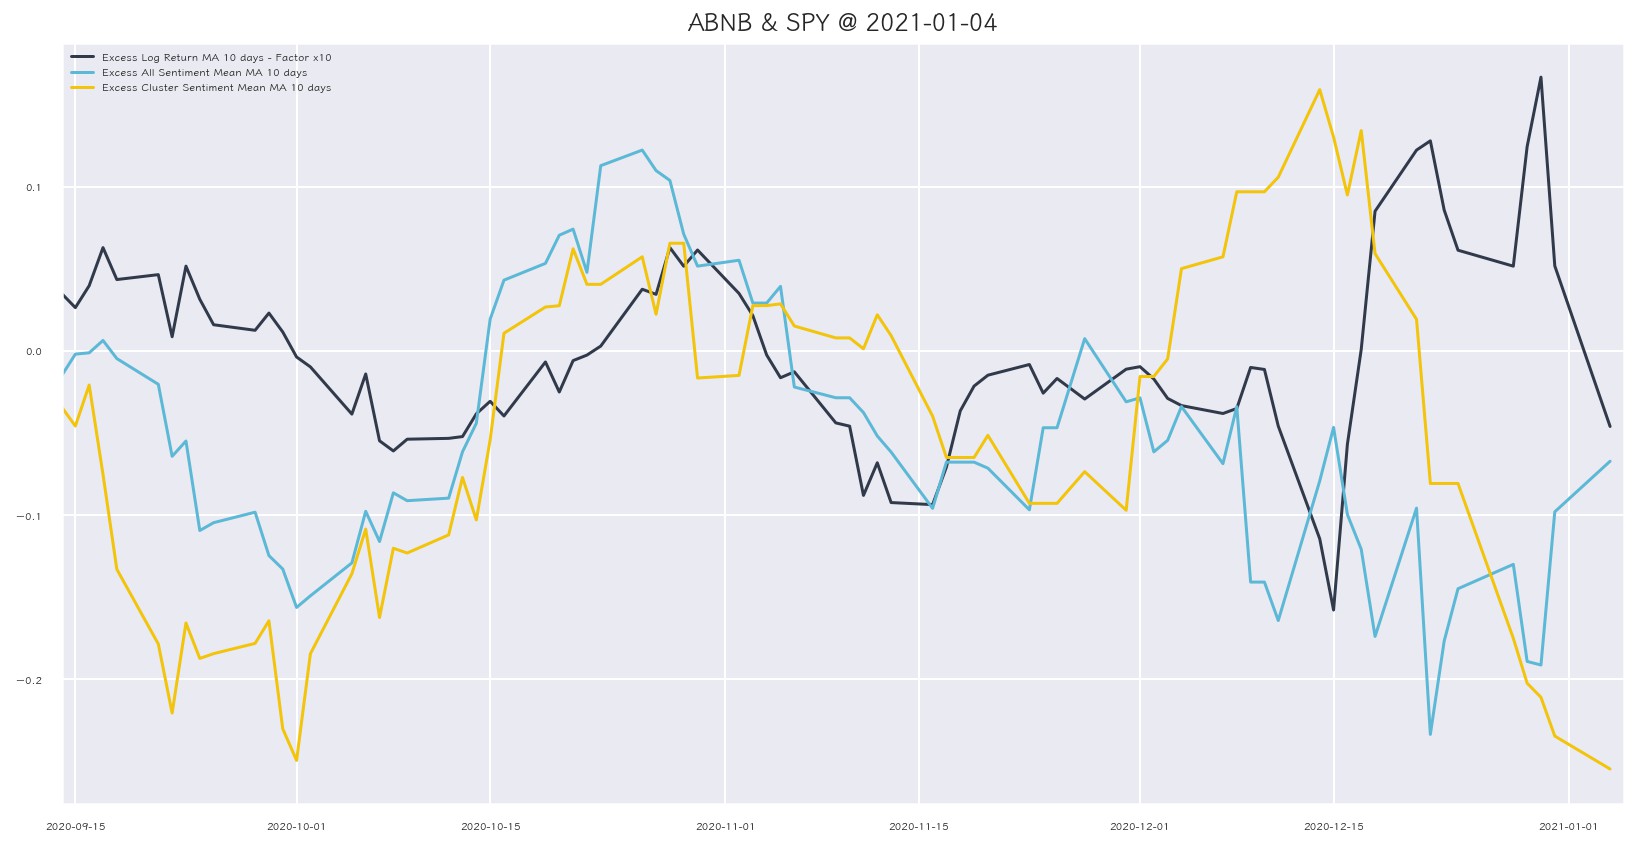 ABNB & SPY @ 2021-01-04
Excess Log Return MA 10 days - Factor x10
Excess All Sentiment Mean MA 10 days
Excess Cluster Sentiment Mean MA 10 days
0.1
0.0
−0.1
−0.2
2020-09-15 2020-10-01 2020-10-15 2020-11-01 2020-11-15 2020-12-01 2020-12-15 2021-01-01